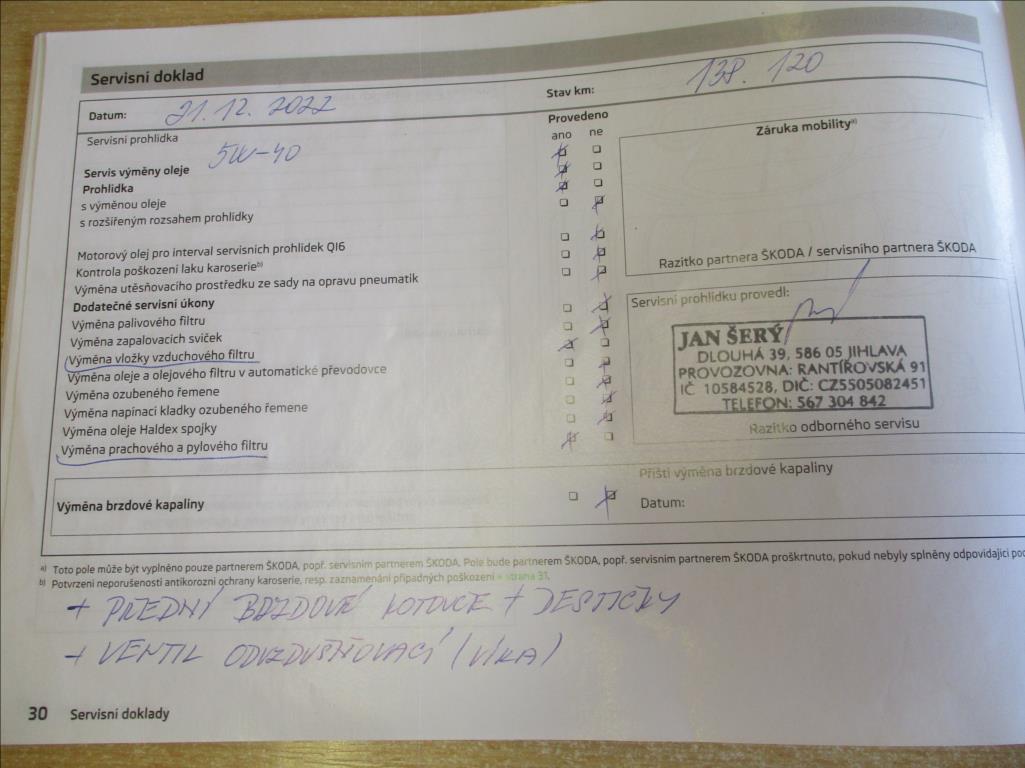 Servisní doklad
Datum: 21.12. 2022
Stav km: 138. 120
Servisní prohlídka
Provedeno
ano ne
5W-40
Servis výměny oleje
Prohlídka
s výměnou oleje
s rozšířeným rozsahem prohlídky
Motorový olej pro interval servisních prohlídek QI6
Kontrola poškození laku karoserie b)
Výměna utěsňovacího prostředku ze sady na opravu pneumatik
Dodatečné servisní úkony
Výměna palivového filtru
Výměna zapalovacích svíček
Výměna vložky vzduchového filtru
Výměna oleje a olejového filtru v automatické převodovce
Výměna ozubeného řemene
Výměna napínací kladky ozubeného řemene
Výměna oleje Haldex spojky
Výměna prachového a pylového filtru
Záruka mobility a)
Razítko partnera ŠKODA / servisního partnera ŠKODA
Servisní prohlídku provedl:
JAN ŠERÝ
DLOUHÁ 39, 586 05 JIHLAVA
PROVOZOVNA: RANTÍŘOVSKÁ 91
IČ 10584528, DIČ: CZ5505082451
TELEFON: 567 304 842
Razítko odborného servisu
Výměna brzdové kapaliny
Příští výměna brzdové kapaliny
Datum:
a) Toto pole může být vyplněno pouze partnerem ŠKODA, popř. servisním partnerem ŠKODA. Pole bude partnerem ŠKODA, popř. servisním partnerem ŠKODA proškrtnuto, pokud nebyly splněny odpovídající
b) Potvrzení neporušenosti antikorozní ochrany karoserie, resp. zaznamenání případných poškození » strana 31.
+ PŘEDNÍ BRZDOVÉ KOTOUČE + DESTIČKY
+ VENTIL ODVZDUŠŇOVACÍ (VÍKA)
30 Servisní doklady